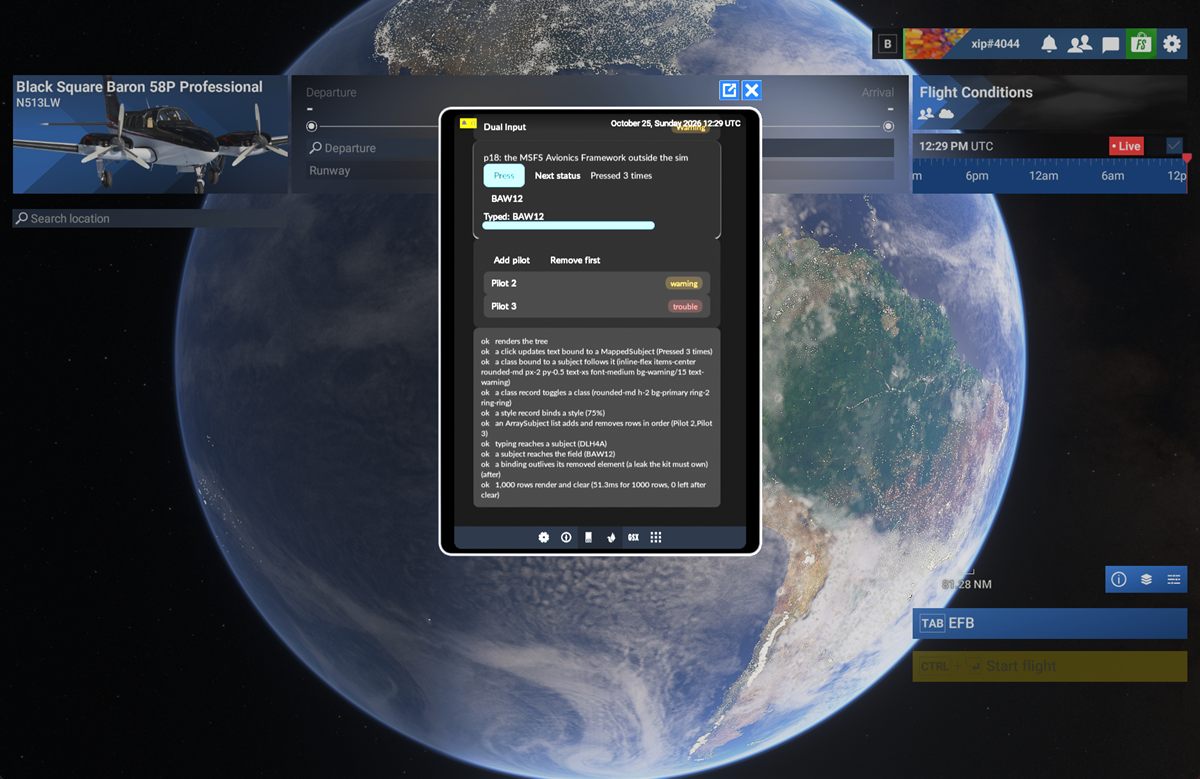 B
xip#4044
FS
Black Square Baron 58P Professional
N513LW
Departure
Arrival
-
-
Departure
Runway
Search location
Flight Conditions
12:29 PM UTC
• Live
m 6pm 12am 6am 12p
Dual Input
October 25, Sunday 2026 12:29 UTC
Warning
p18: the MSFS Avionics Framework outside the sim
Press Next status Pressed 3 times
BAW12
Typed: BAW12
Add pilot Remove first
Pilot 2 warning
Pilot 3 trouble
ok renders the tree
ok a click updates text bound to a MappedSubject (Pressed 3 times)
ok a class bound to a subject follows it (inline-flex items-center
rounded-md px-2 py-0.5 text-xs font-medium bg-warning/15 text-
warning)
ok a class record toggles a class (rounded-md h-2 bg-primary ring-2
ring-ring)
ok a style record binds a style (75%)
ok an ArraySubject list adds and removes rows in order (Pilot 2,Pilot
3)
ok typing reaches a subject (DLH4A)
ok a subject reaches the field (BAW12)
ok a binding outlives its removed element (a leak the kit must own)
(after)
ok 1,000 rows render and clear (51.3ms for 1000 rows, 0 left after
clear)
GSX
NM
TAB EFB
CTRL + Start flight